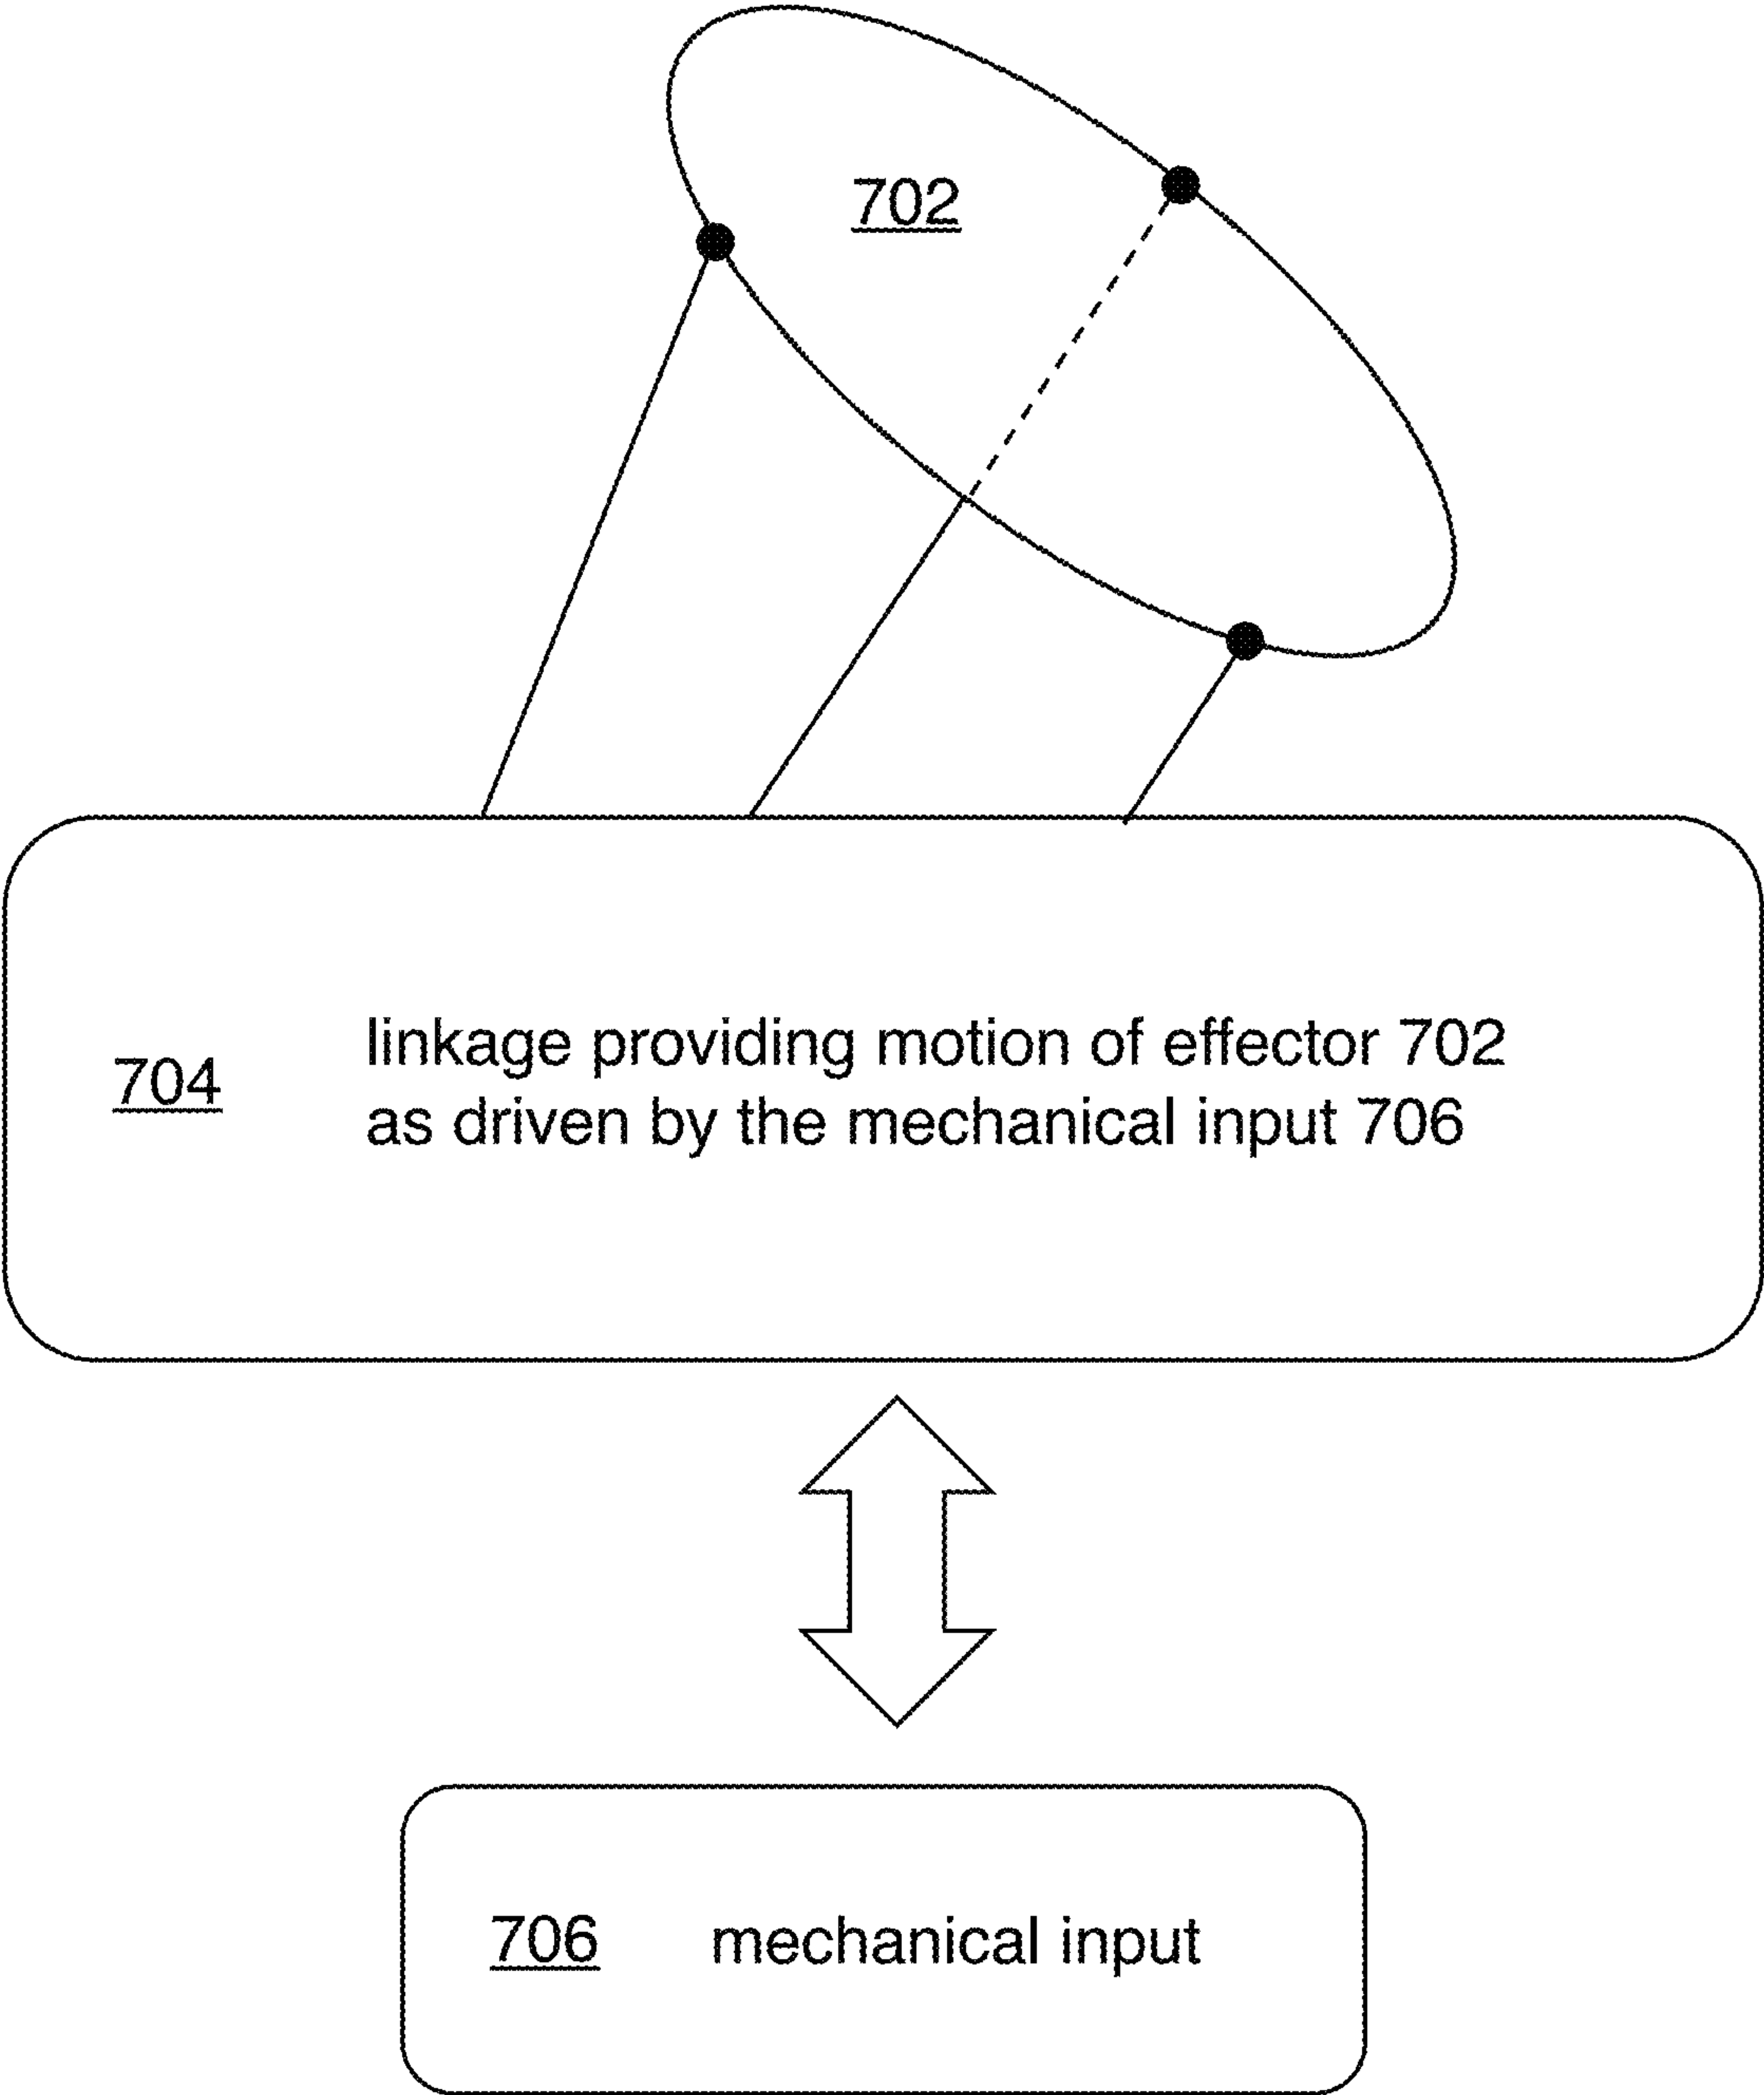 702
704 linkage providing motion of effector 702
as driven by the mechanical input 706
706 mechanical input